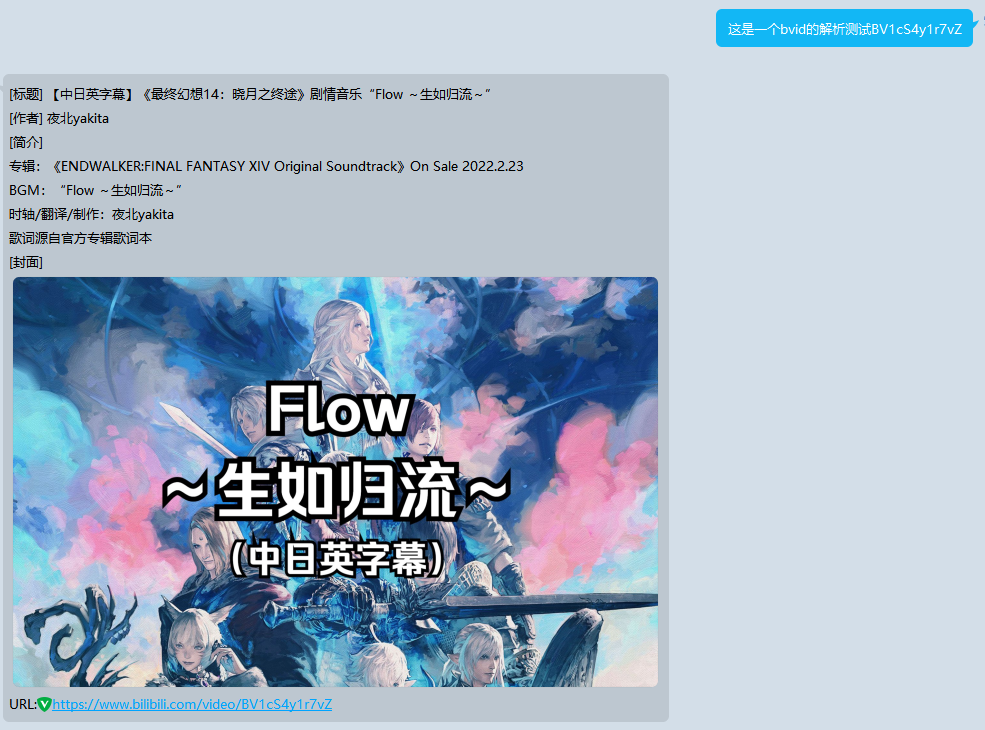 这是一个bvid的解析测试BV1cS4y1r7vZ
[标题] 【中日英字幕】《最终幻想14：晓月之终途》剧情音乐“Flow ～生如归流～”
[作者] 夜北yakita
[简介]
专辑：《ENDWALKER:FINAL FANTASY XIV Original Soundtrack》On Sale 2022.2.23
BGM：“Flow ～生如归流～”
时轴/翻译/制作：夜北yakita
歌词源自官方专辑歌词本
[封面]
Flow
～生如归流～
(中日英字幕)
URL:https://www.bilibili.com/video/BV1cS4y1r7vZ